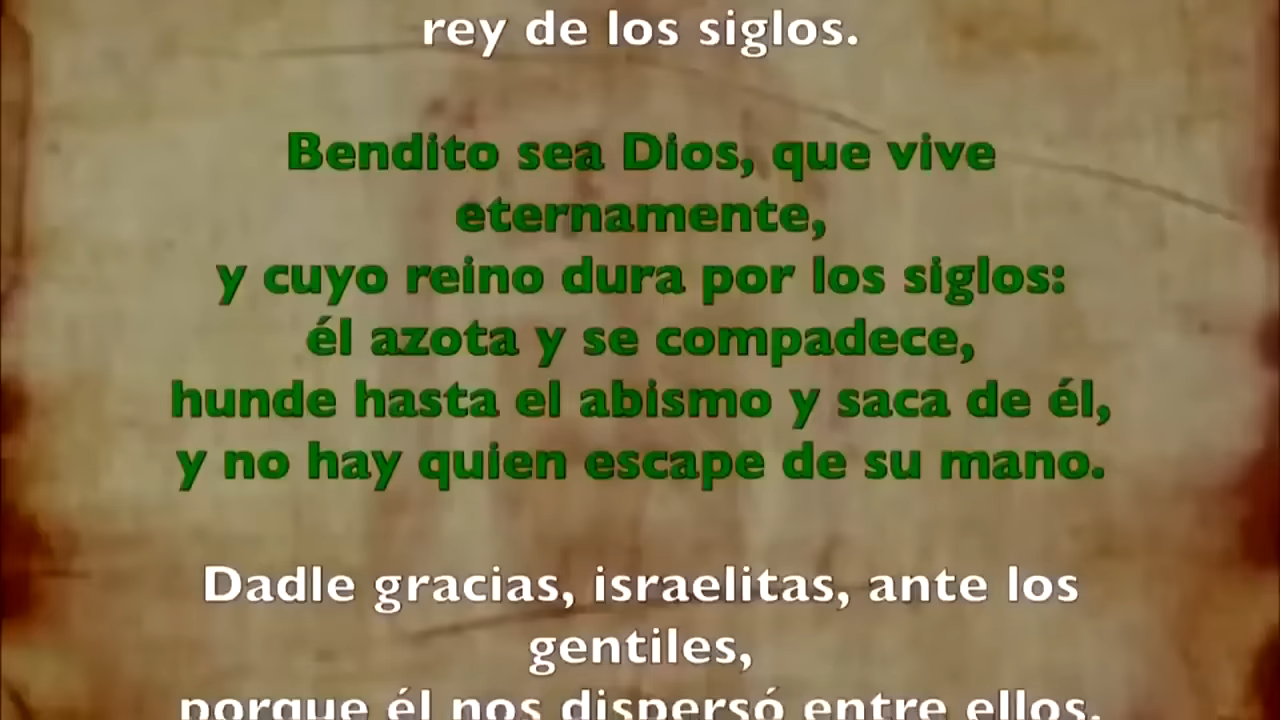 rey de los siglos.
Bendito sea Dios, que vive
eternamente,
y cuyo reino dura por los siglos:
él azota y se compadece,
hunde hasta el abismo y saca de él,
y no hay quien escape de su mano.
Dadle gracias, israelitas, ante los
gentiles,
porque él nos dispersó entre ellos.